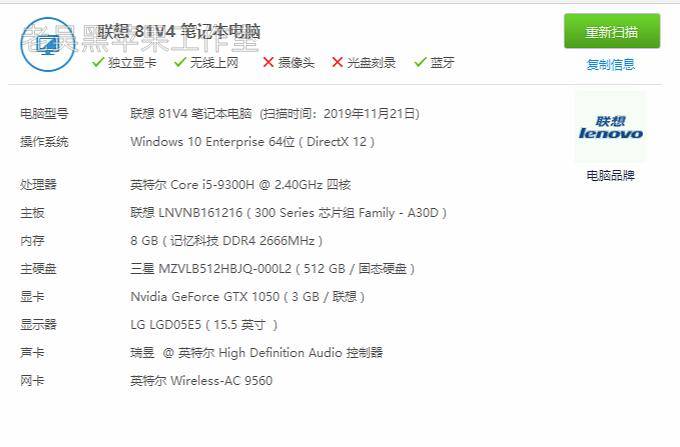 联想 81V4 笔记本电脑
老吴黑苹果工作室
独立显卡 无线上网 摄像头 光盘刻录 蓝牙
重新扫描
复制信息
电脑型号 联想 81V4 笔记本电脑 (扫描时间:2019年11月21日)
操作系统 Windows 10 Enterprise 64位 ( DirectX 12 )
联想
lenovo
电脑品牌
处理器 英特尔 Core i5-9300H @ 2.40GHz 四核
主板 联想 LNVNB161216 ( 300 Series 芯片组 Family - A30D )
内存 8 GB ( 记忆科技 DDR4 2666MHz )
主硬盘 三星 MZVLB512HBJQ-000L2 ( 512 GB / 固态硬盘 )
显卡 Nvidia GeForce GTX 1050 ( 3 GB / 联想 )
显示器 LG LGD05E5 ( 15.5 英寸 )
声卡 瑞昱 @ 英特尔 High Definition Audio 控制器
网卡 英特尔 Wireless-AC 9560